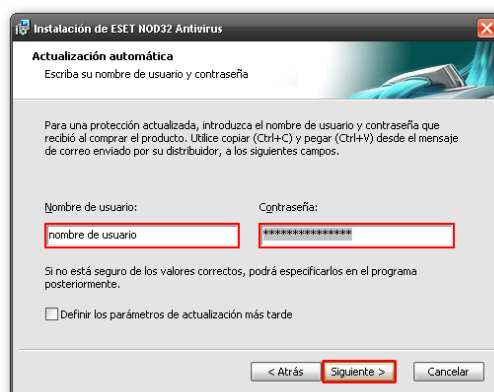 Instalación de ESET NOD32 Antivirus
Actualización automática
Escriba su nombre de usuario y contraseña
Para una protección actualizada, introduzca el nombre de usuario y contraseña que
recibió al comprar el producto. Utilice copiar (Ctrl+C) y pegar (Ctrl+V) desde el mensaje
de correo enviado por su distribuidor, a los siguientes campos.
Nombre de usuario: Contraseña:
nombre de usuario ***************
Si no está seguro de los valores correctos, podrá especificarlos en el programa
posteriormente.
Definir los parámetros de actualización más tarde
< Atrás Siguiente > Cancelar